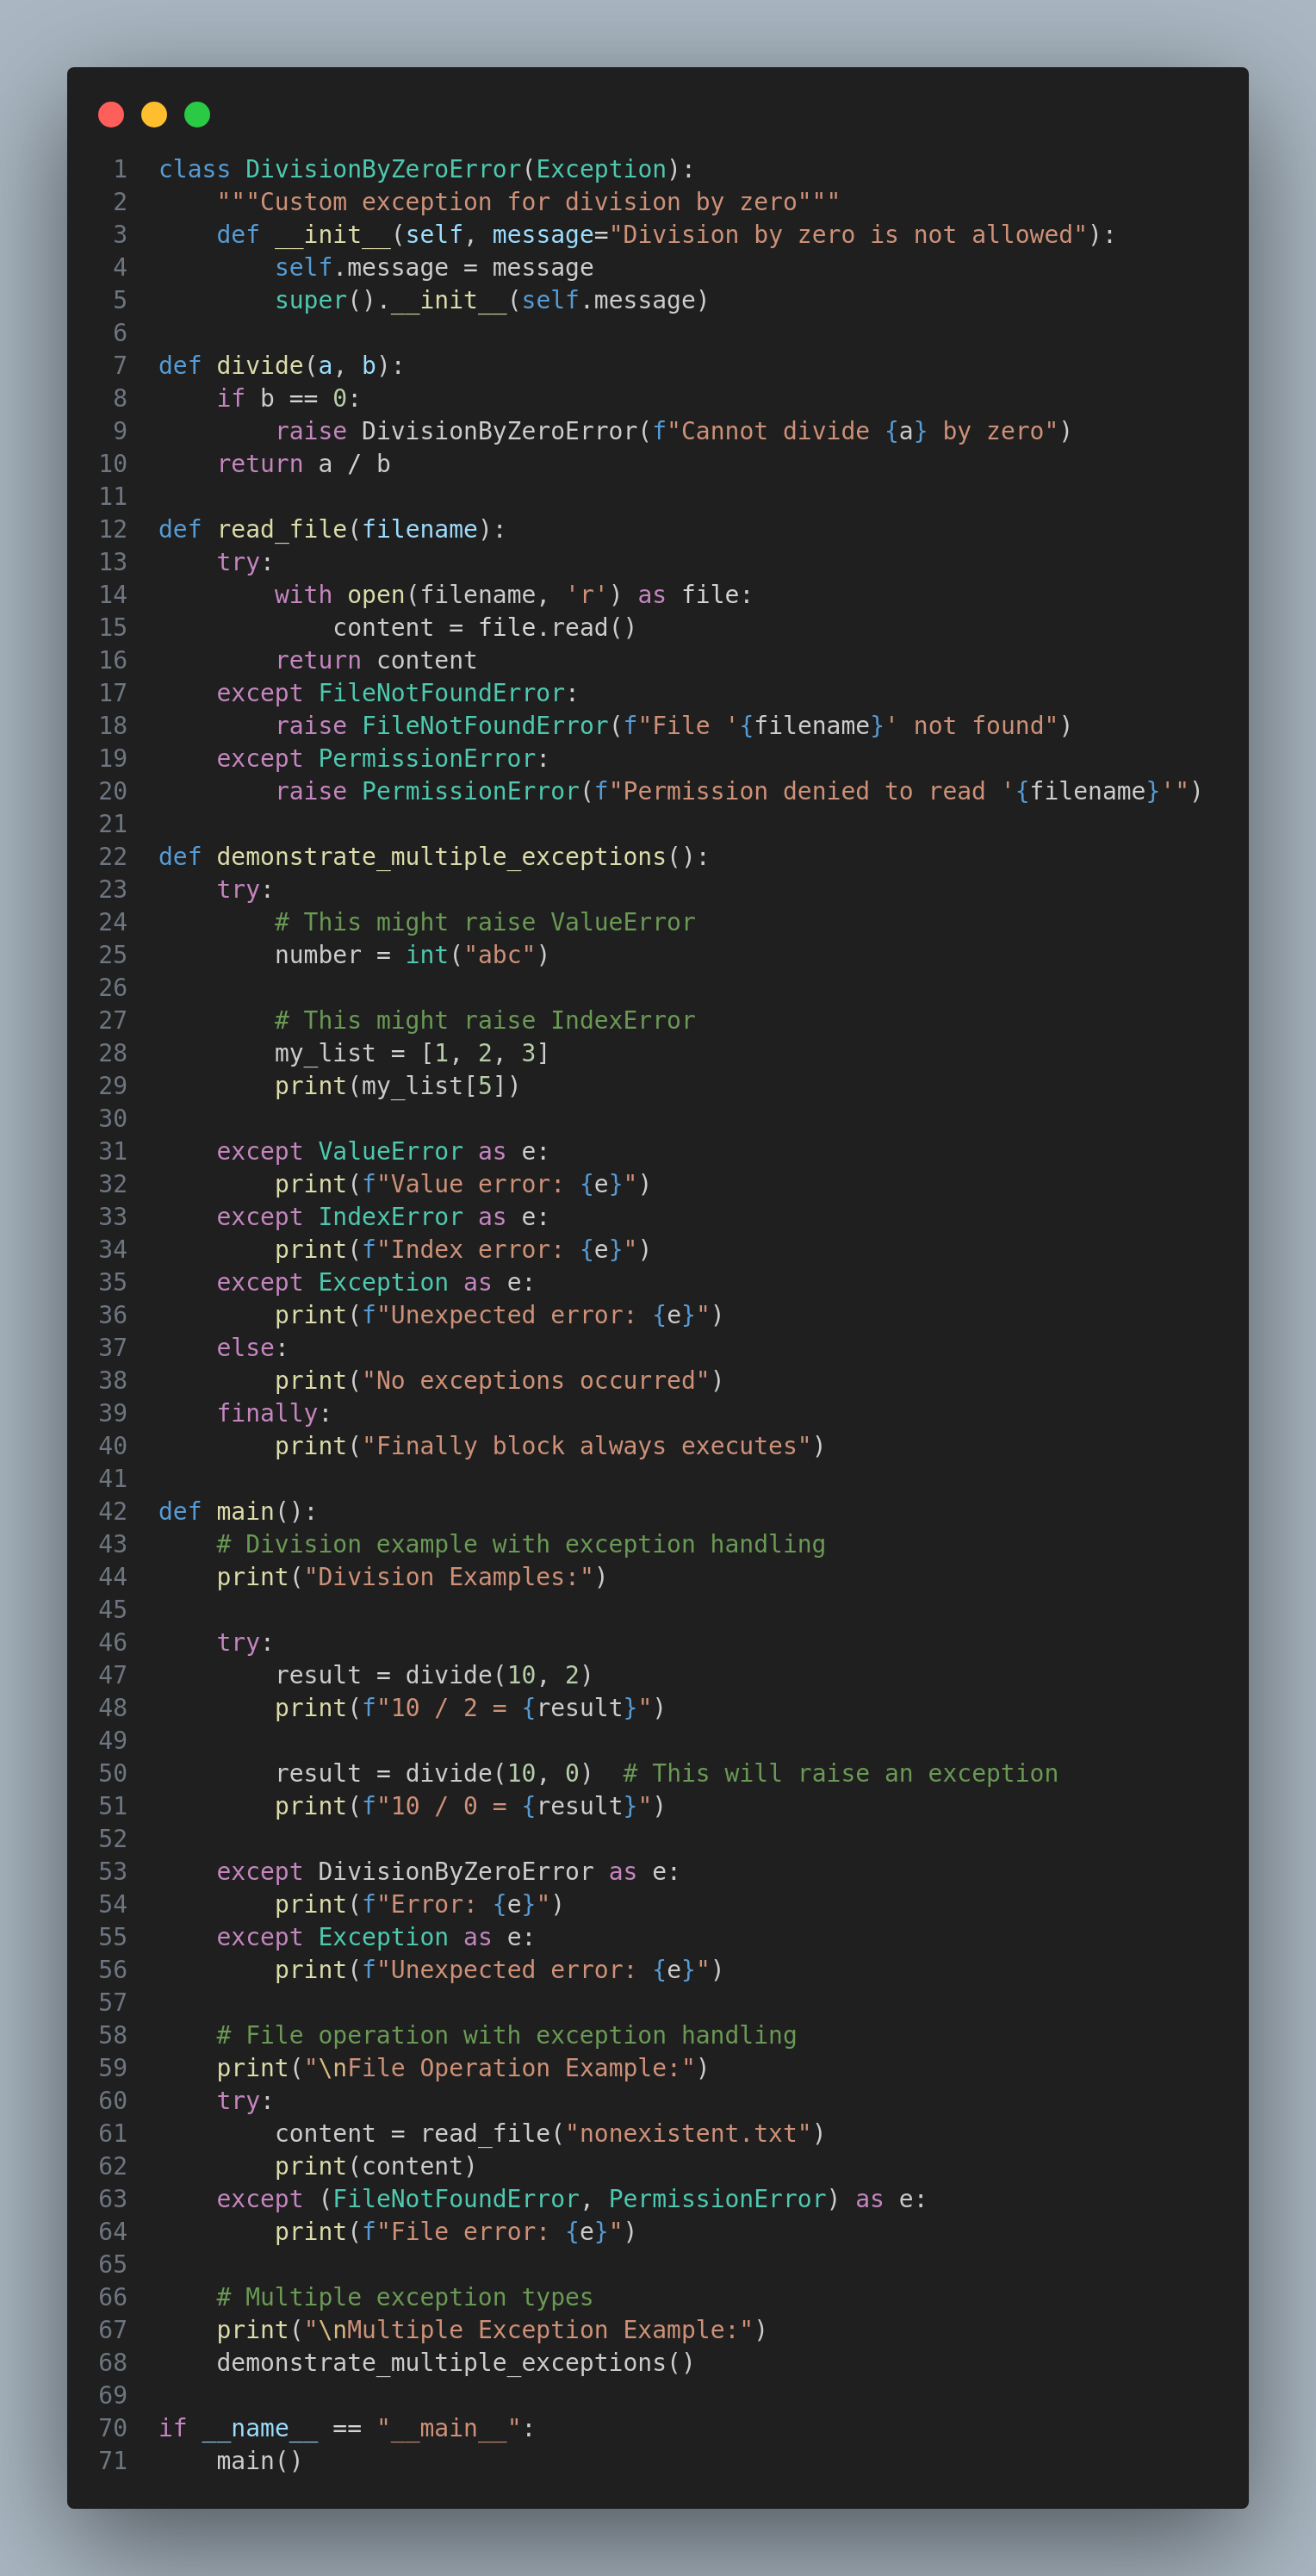 1 class DivisionByZeroError(Exception):
2     """Custom exception for division by zero"""
3     def __init__(self, message="Division by zero is not allowed"):
4         self.message = message
5         super().__init__(self.message)
6
7 def divide(a, b):
8     if b == 0:
9         raise DivisionByZeroError(f"Cannot divide {a} by zero")
10     return a / b
11
12 def read_file(filename):
13     try:
14         with open(filename, 'r') as file:
15             content = file.read()
16         return content
17     except FileNotFoundError:
18         raise FileNotFoundError(f"File '{filename}' not found")
19     except PermissionError:
20         raise PermissionError(f"Permission denied to read '{filename}'")
21
22 def demonstrate_multiple_exceptions():
23     try:
24         # This might raise ValueError
25         number = int("abc")
26
27         # This might raise IndexError
28         my_list = [1, 2, 3]
29         print(my_list[5])
30
31     except ValueError as e:
32         print(f"Value error: {e}")
33     except IndexError as e:
34         print(f"Index error: {e}")
35     except Exception as e:
36         print(f"Unexpected error: {e}")
37     else:
38         print("No exceptions occurred")
39     finally:
40         print("Finally block always executes")
41
42 def main():
43     # Division example with exception handling
44     print("Division Examples:")
45
46     try:
47         result = divide(10, 2)
48         print(f"10 / 2 = {result}")
49
50         result = divide(10, 0)  # This will raise an exception
51         print(f"10 / 0 = {result}")
52
53     except DivisionByZeroError as e:
54         print(f"Error: {e}")
55     except Exception as e:
56         print(f"Unexpected error: {e}")
57
58     # File operation with exception handling
59     print("\nFile Operation Example:")
60     try:
61         content = read_file("nonexistent.txt")
62         print(content)
63     except (FileNotFoundError, PermissionError) as e:
64         print(f"File error: {e}")
65
66     # Multiple exception types
67     print("\nMultiple Exception Example:")
68     demonstrate_multiple_exceptions()
69
70 if __name__ == "__main__":
71     main()